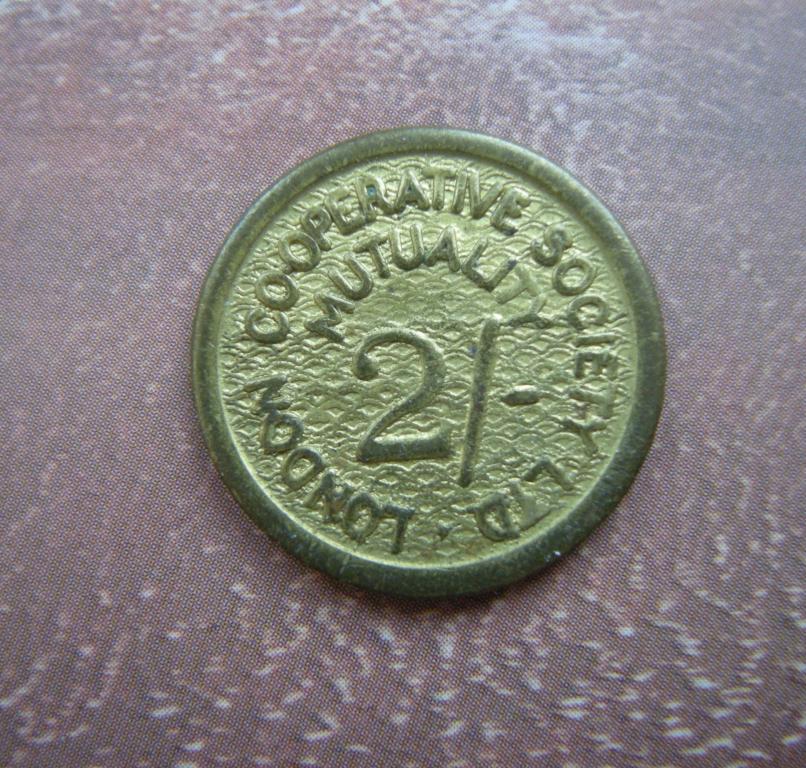 LONDON CO-OPERATIVE SOCIETY LTD.
MUTUALITY
2/-